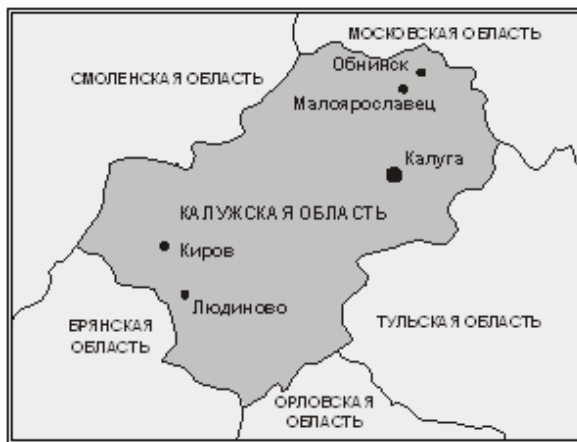 МОСКОВСКАЯ ОБЛАСТЬ
Обнинск
СМОЛЕНСКАЯ ОБЛАСТЬ
Малоярославец
Калуга
КАЛУЖСКАЯ ОБЛАСТЬ
Киров
Людиново
БРЯНСКАЯ
ОБЛАСТЬ
ТУЛЬСКАЯ ОБЛАСТЬ
ОРЛОВСКАЯ
ОБЛАСТЬ